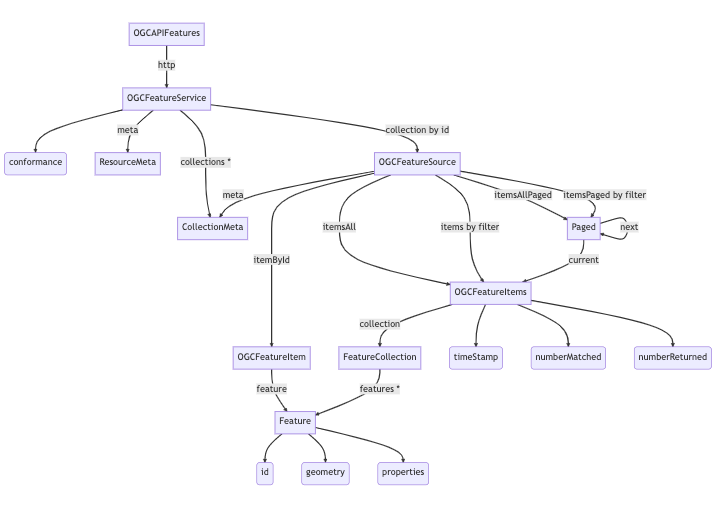 OGCAPIFeatures
http
OGCFeatureService
meta
collection by id
conformance
ResourceMeta
collections *
OGCFeatureSource
meta
itemsAllPaged
itemsPaged by filter
CollectionMeta
itemsAll
items by filter
Paged
next
itemById
current
OGCFeatureItems
collection
OGCFeatureItem
FeatureCollection
timeStamp
numberMatched
numberReturned
feature
features *
Feature
id
geometry
properties